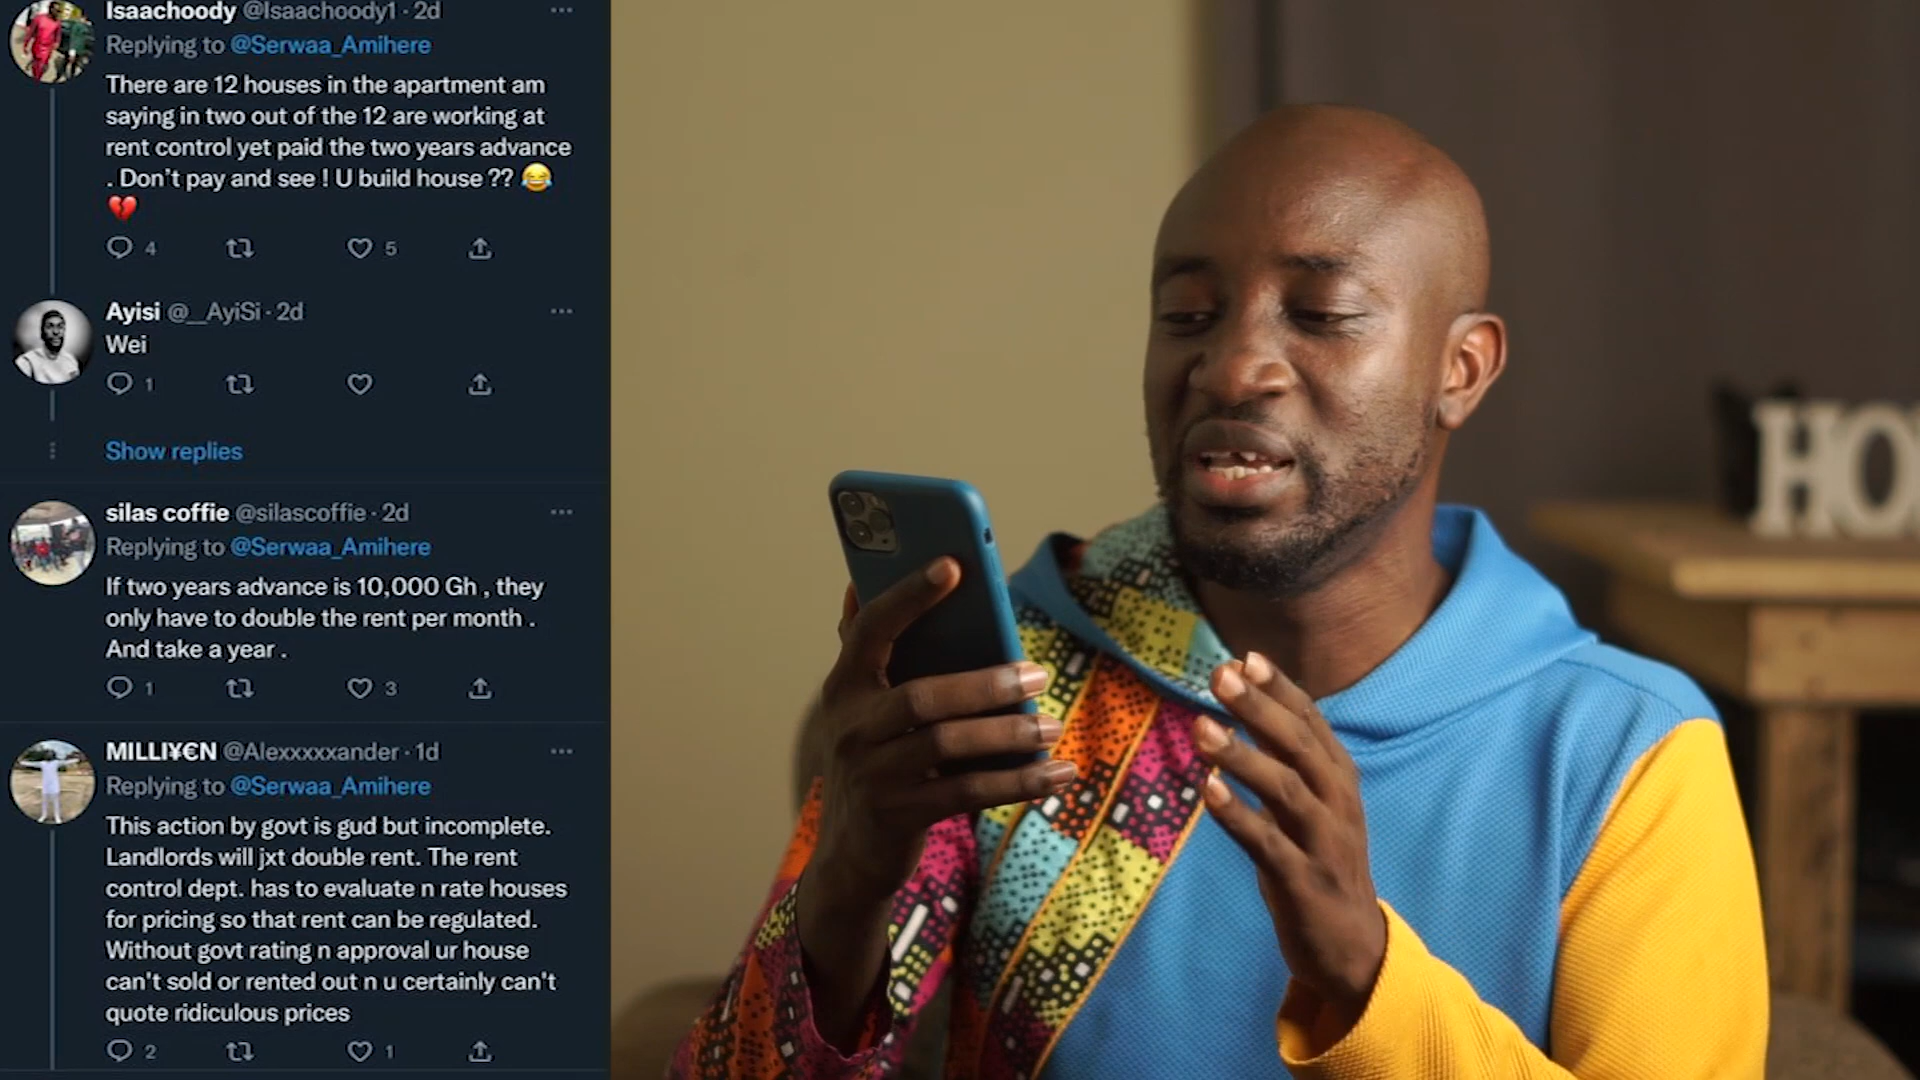 Isaachoody @Isaachoody1 · 2d
Replying to @Serwaa_Amihere
There are 12 houses in the apartment am
saying in two out of the 12 are working at
rent control yet paid the two years advance
. Don’t pay and see ! U build house ?? 😂
💔
4 5
Ayisi @__AyiSi · 2d
Wei
1
Show replies
silas coffie @silascoffie · 2d
Replying to @Serwaa_Amihere
If two years advance is 10,000 Gh , they
only have to double the rent per month .
And take a year .
1 3
MILLI¥€N @Alexxxxxander · 1d
Replying to @Serwaa_Amihere
This action by govt is gud but incomplete.
Landlords will jxt double rent. The rent
control dept. has to evaluate n rate houses
for pricing so that rent can be regulated.
Without govt rating n approval ur house
can't sold or rented out n u certainly can't
quote ridiculous prices
2 1